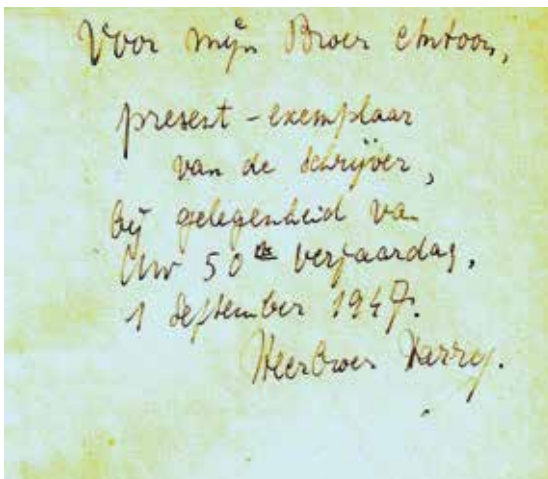 Voor mijn Broer Antoon,
present-exemplaar
van de schrijver,
bij gelegenheid van
Uw 50ste verjaardag,
1 September 1947.
Heerbroer Harry.